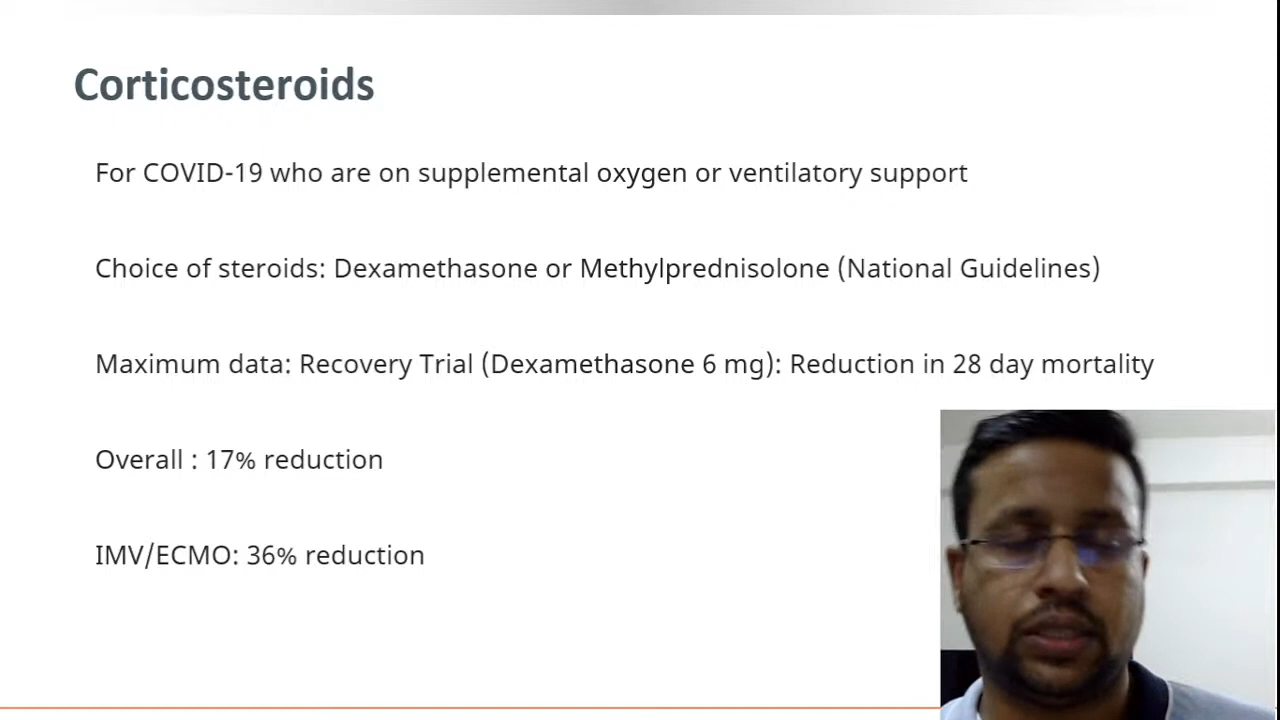 Corticosteroids
For COVID-19 who are on supplemental oxygen or ventilatory support
Choice of steroids: Dexamethasone or Methylprednisolone (National Guidelines)
Maximum data: Recovery Trial (Dexamethasone 6 mg): Reduction in 28 day mortality
Overall : 17% reduction
IMV/ECMO: 36% reduction